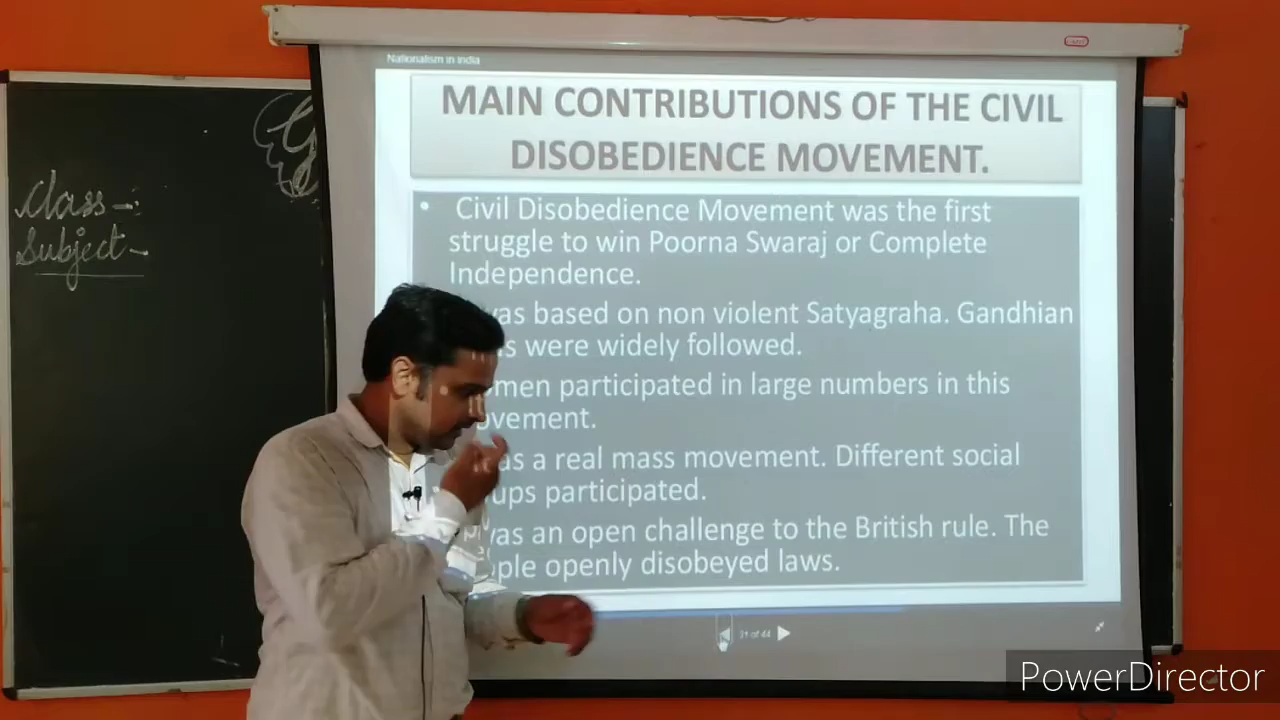 Nationalism in India
MAIN CONTRIBUTIONS OF THE CIVIL
DISOBEDIENCE MOVEMENT.
• Civil Disobedience Movement was the first
struggle to win Poorna Swaraj or Complete
Independence.
was based on non violent Satyagraha. Gandhian
were widely followed.
participated in large numbers in this
a real mass movement. Different social
participated.
was an open challenge to the British rule. The
openly disobeyed laws.
31 of 44
Class -:
Subject -
PowerDirector